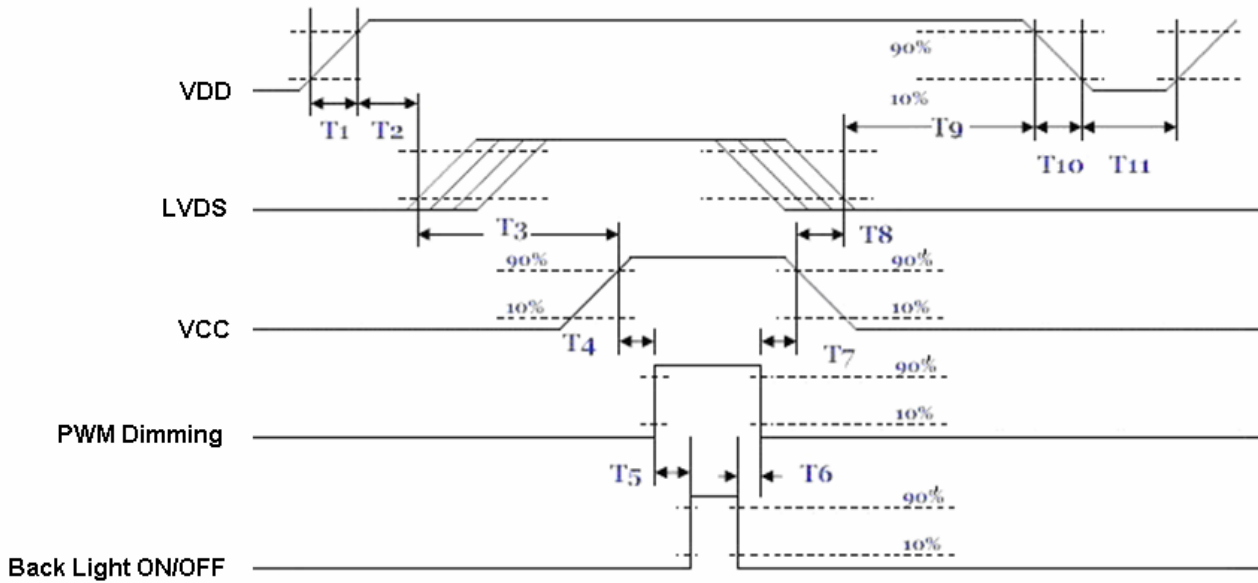 90%
VDD
10%
T1 T2 T9
T10 T11
LVDS
T3 T8
90% 90%
10% 10%
VCC
T4 T7
90%
10%
PWM Dimming
T5 T6
90%
10%
Back Light ON/OFF